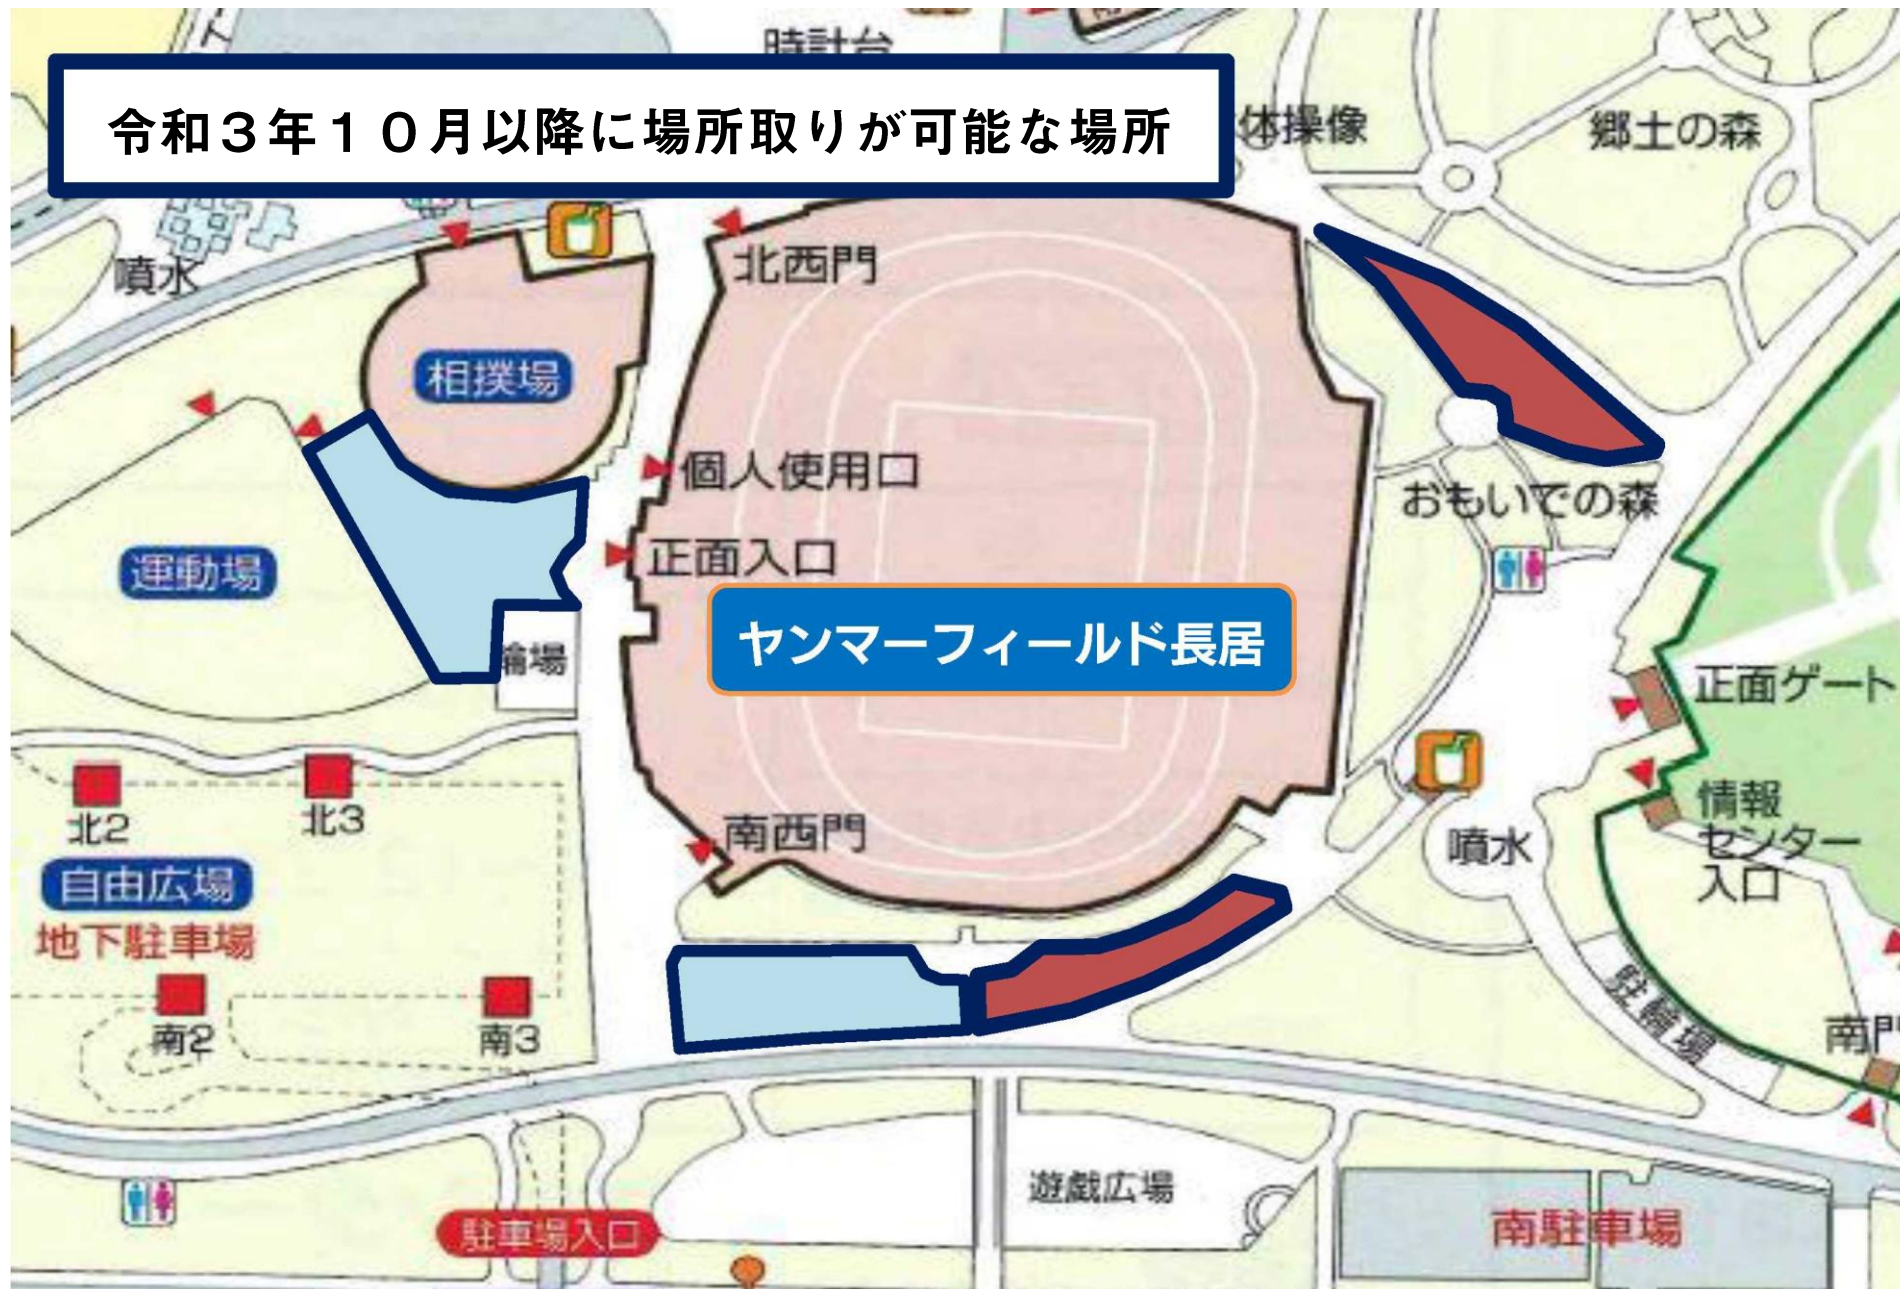 時計台
令和３年１０月以降に場所取りが可能な場所
体操像
郷土の森
噴水
北西門
相撲場
個人使用口
おもいでの森
正面入口
運動場
ヤンマーフィールド長居
輪場
正面ゲート
北2
北3
南西門
噴水
情報
センター
入口
自由広場
地下駐車場
駐輪場
南2
南3
南門
遊戯広場
駐車場入口
南駐車場